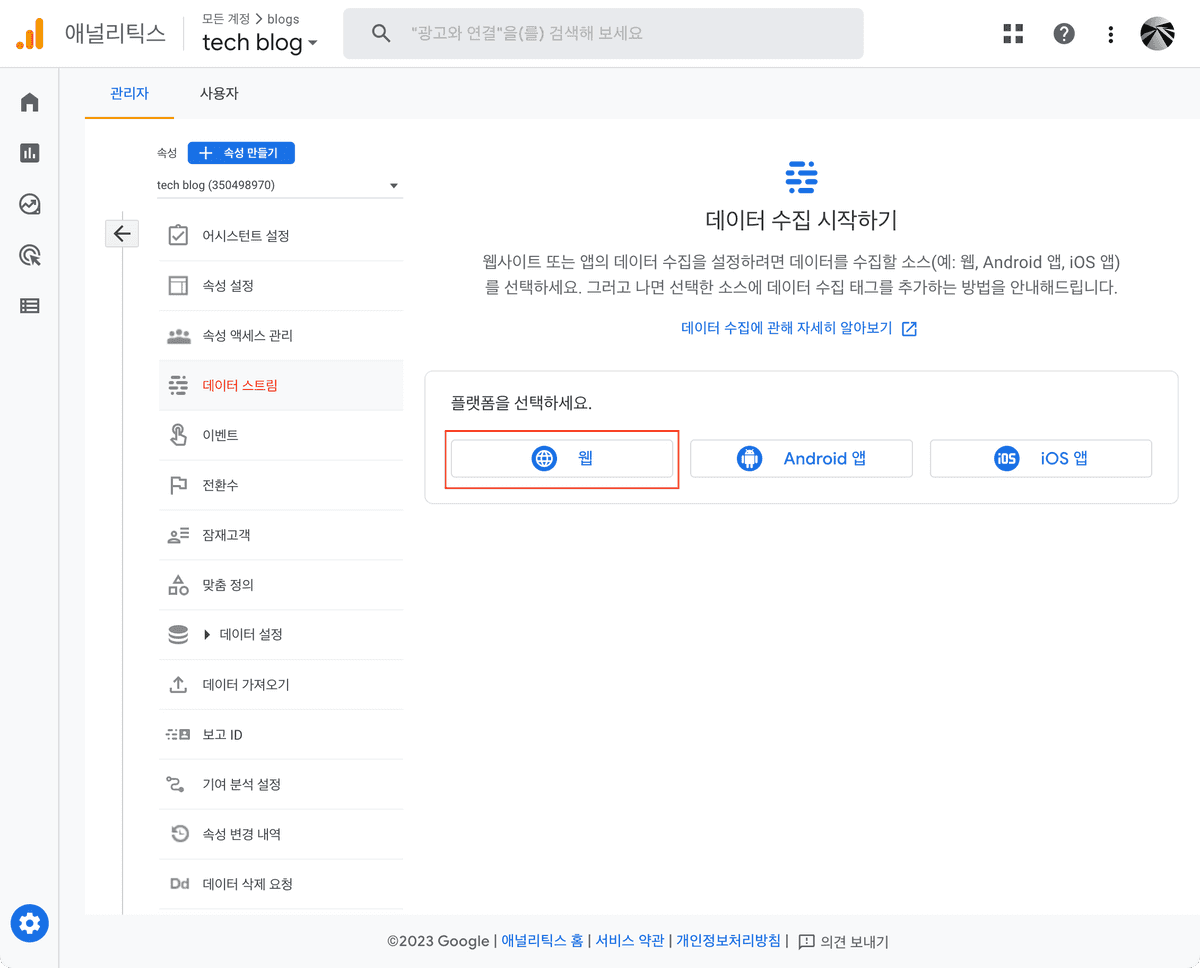 애널리틱스
모든 계정 > blogs
tech blog
"광고와 연결"을(를) 검색해 보세요
관리자
사용자
속성
속성 만들기
tech blog (350498970)
어시스턴트 설정
속성 설정
속성 액세스 관리
데이터 스트림
이벤트
전환수
잠재고객
맞춤 정의
데이터 설정
데이터 가져오기
보고 ID
기여 분석 설정
속성 변경 내역
Dd 데이터 삭제 요청
데이터 수집 시작하기
웹사이트 또는 앱의 데이터 수집을 설정하려면 데이터를 수집할 소스(예: 웹, Android 앱, iOS 앱)
를 선택하세요. 그러고 나면 선택한 소스에 데이터 수집 태그를 추가하는 방법을 안내해드립니다.
데이터 수집에 관해 자세히 알아보기
플랫폼을 선택하세요.
웹
Android 앱
iOS iOS 앱
©2023 Google | 애널리틱스 홈 | 서비스 약관 | 개인정보처리방침 | 의견 보내기